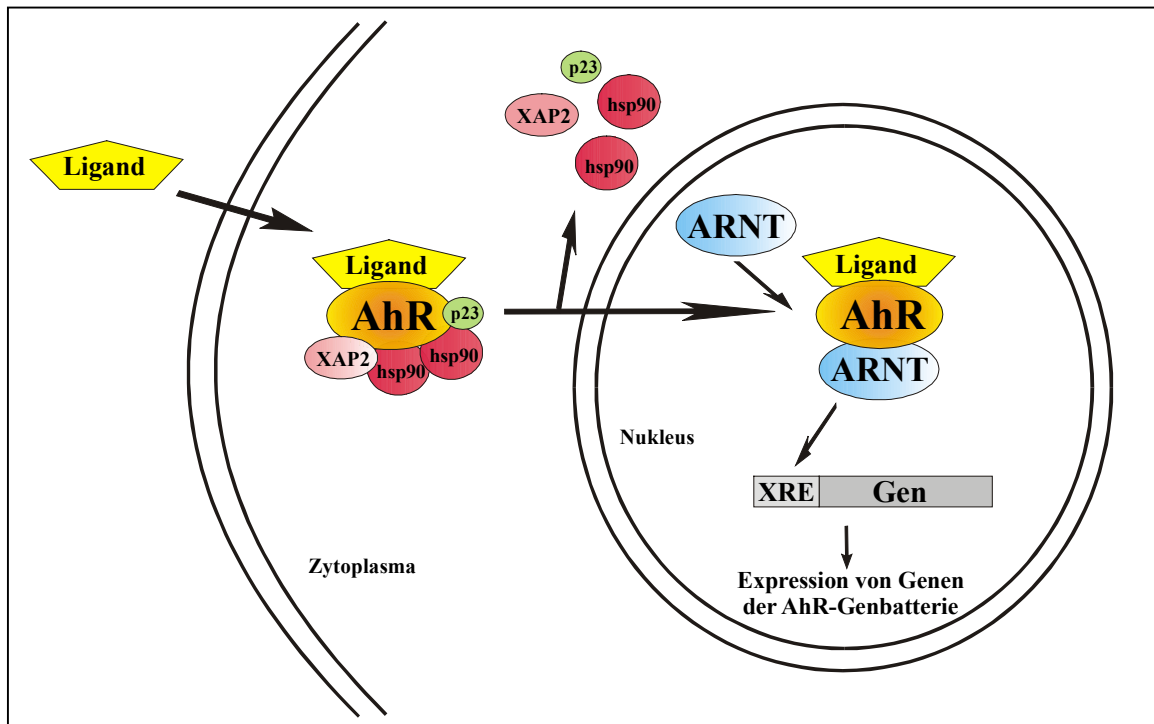 Ligand
p23
XAP2
hsp90
hsp90
Ligand
AhR
p23
XAP2
hsp90
hsp90
ARNT
Ligand
AhR
ARNT
Nukleus
XRE
Gen
Zytoplasma
Expression von Genen
der AhR-Genbatterie